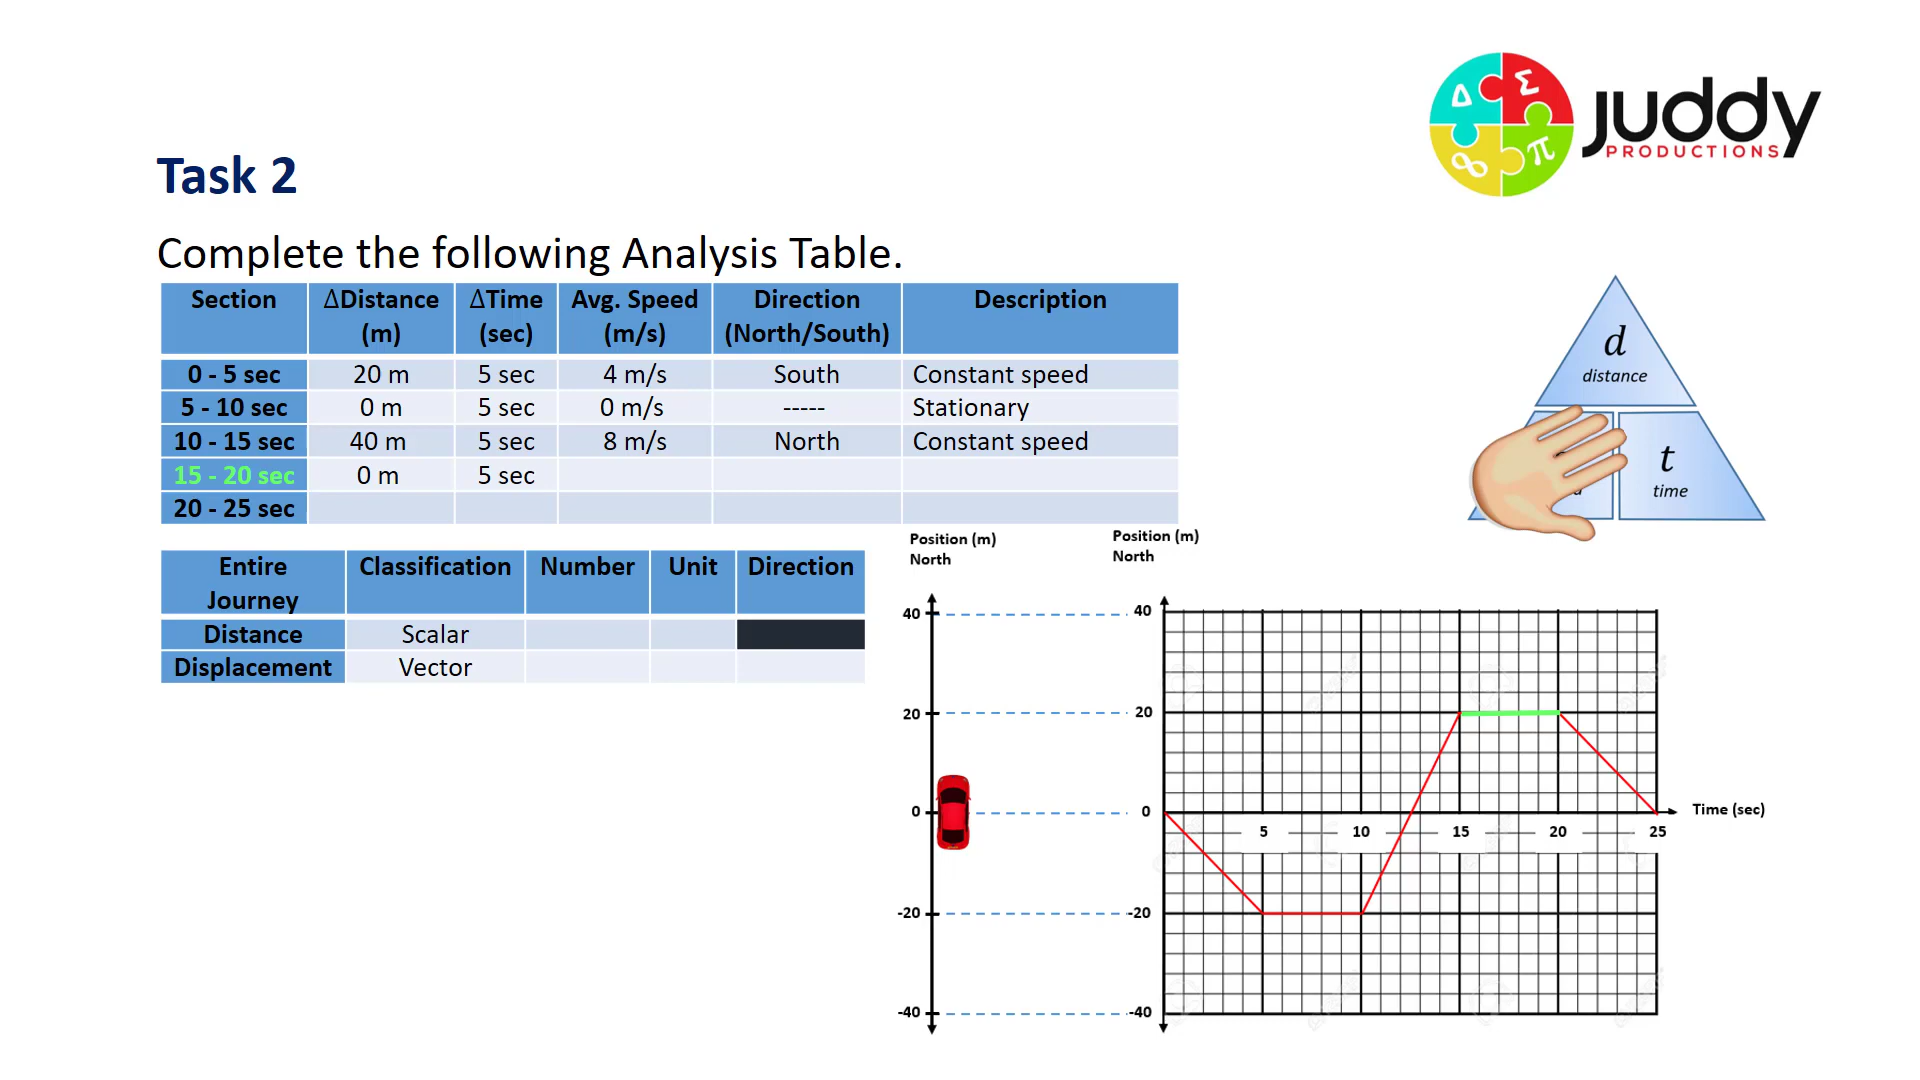 Δ Σ ∞ π
juddy
PRODUCTIONS
Task 2
Complete the following Analysis Table.
Section ΔDistance (m) ΔTime (sec) Avg. Speed (m/s) Direction (North/South) Description
0 - 5 sec 20 m 5 sec 4 m/s South Constant speed
5 - 10 sec 0 m 5 sec 0 m/s ----- Stationary
10 - 15 sec 40 m 5 sec 8 m/s North Constant speed
15 - 20 sec 0 m 5 sec
20 - 25 sec
d
distance
t
time
Entire Journey Classification Number Unit Direction
Distance Scalar
Displacement Vector
Position (m)
North
40
20
0
-20
-40
Position (m)
North
40
20
0
-20
-40
5 10 15 20 25
Time (sec)